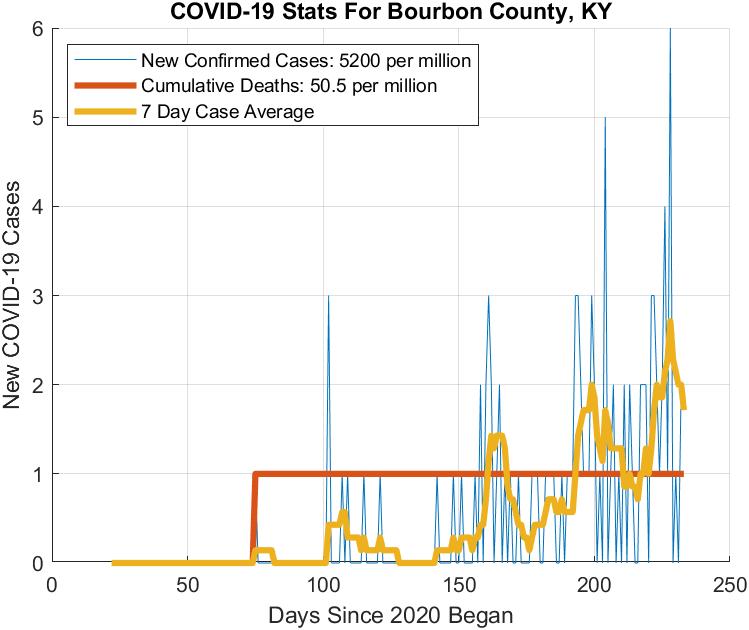 COVID-19 Stats For Bourbon County, KY
New Confirmed Cases: 5200 per million
Cumulative Deaths: 50.5 per million
7 Day Case Average
New COVID-19 Cases
6
5
4
3
2
1
0
0 50 100 150 200 250
Days Since 2020 Began